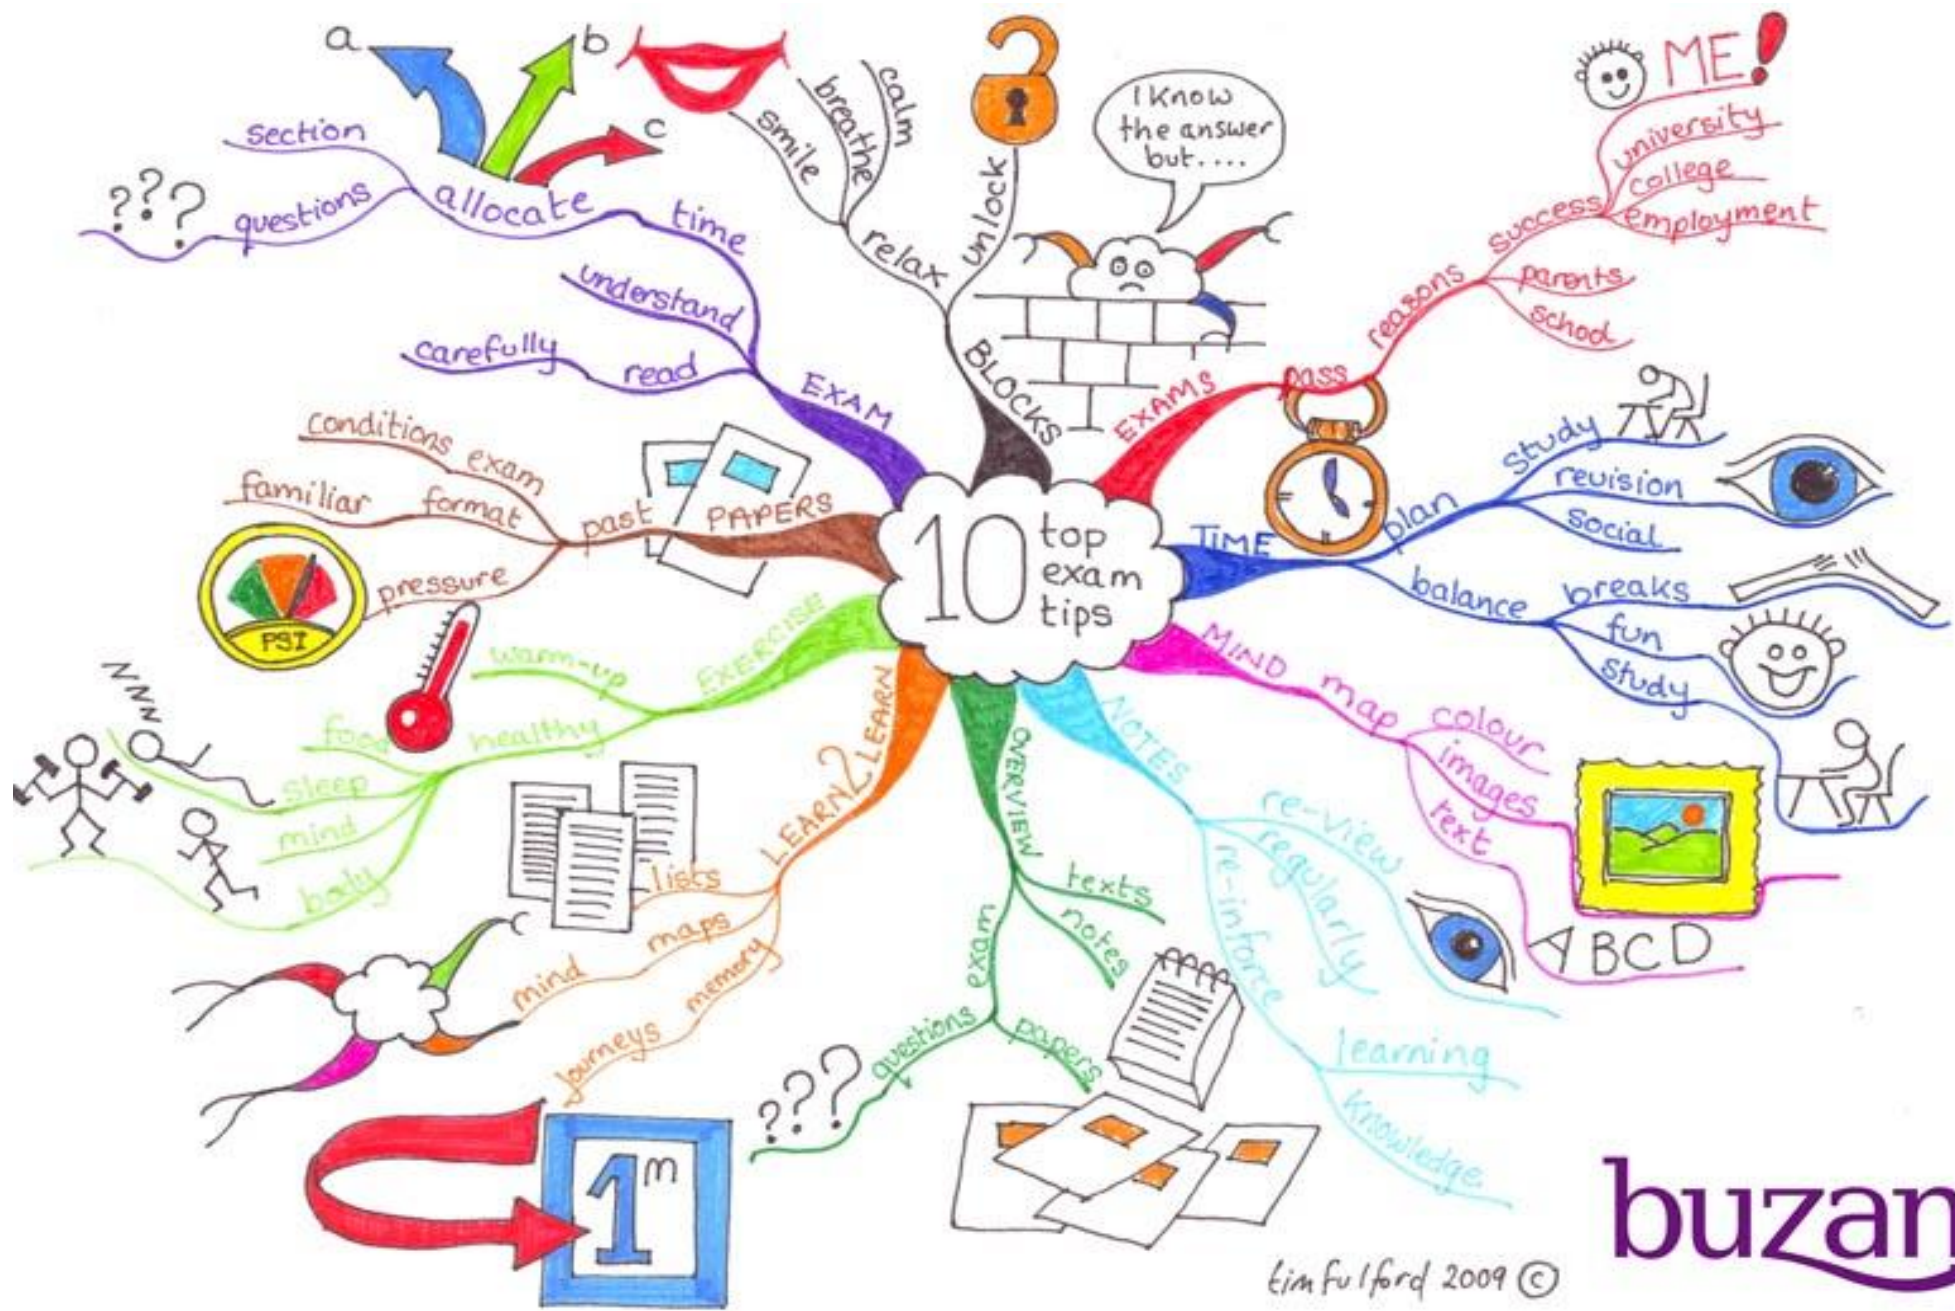 10 top
exam
tips
EXAMS
pass
reasons
success
ME!
university
college
employment
parents
school
TIME
plan
study
revision
social
balance
breaks
fun
study
MIND
map
colour
images
text
ABCD
NOTES
re-view
regularly
re-inforce
learning
knowledge
OVERVIEW
texts
notes
exam
papers
questions
???
LEARN 2 LEARN
lists
maps
mind
memory
journeys
1m
EXERCISE
warm-up
healthy
food
sleep
NNNN
mind
body
PAPERS
past
exam
conditions
format
familiar
pressure
PSI
EXAM
read
carefully
understand
time
allocate
a
b
c
section
questions
???
BLOCKS
relax
smile
breathe
calm
unlock
I know
the answer
but....
tim fulford 2009 ©
buzan